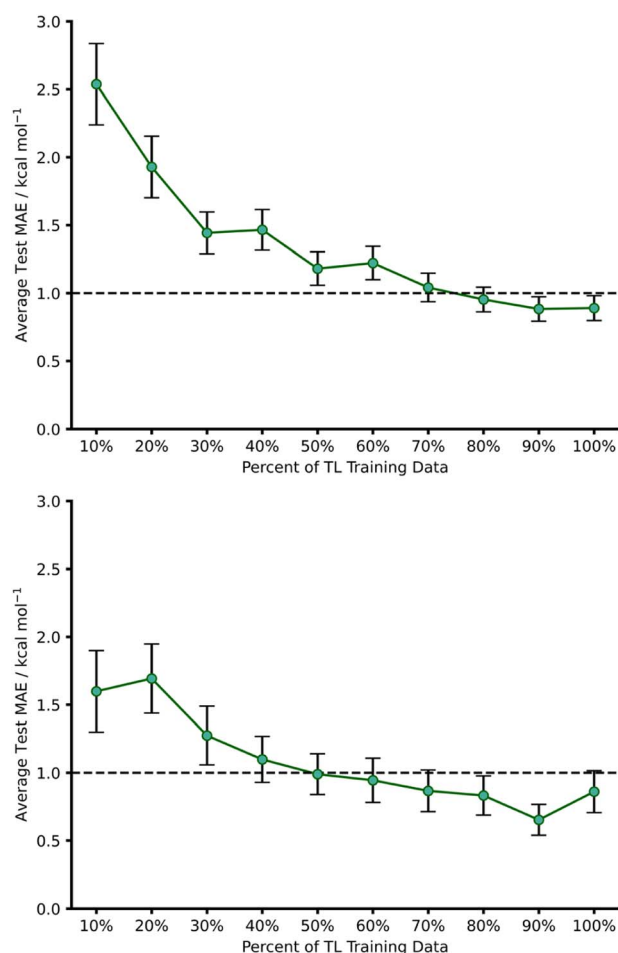 3.0
2.5
2.0
1.5
1.0
0.5
0.0
Average Test MAE / kcal mol⁻¹
10% 20% 30% 40% 50% 60% 70% 80% 90% 100%
Percent of TL Training Data
3.0
2.5
2.0
1.5
1.0
0.5
0.0
Average Test MAE / kcal mol⁻¹
10% 20% 30% 40% 50% 60% 70% 80% 90% 100%
Percent of TL Training Data